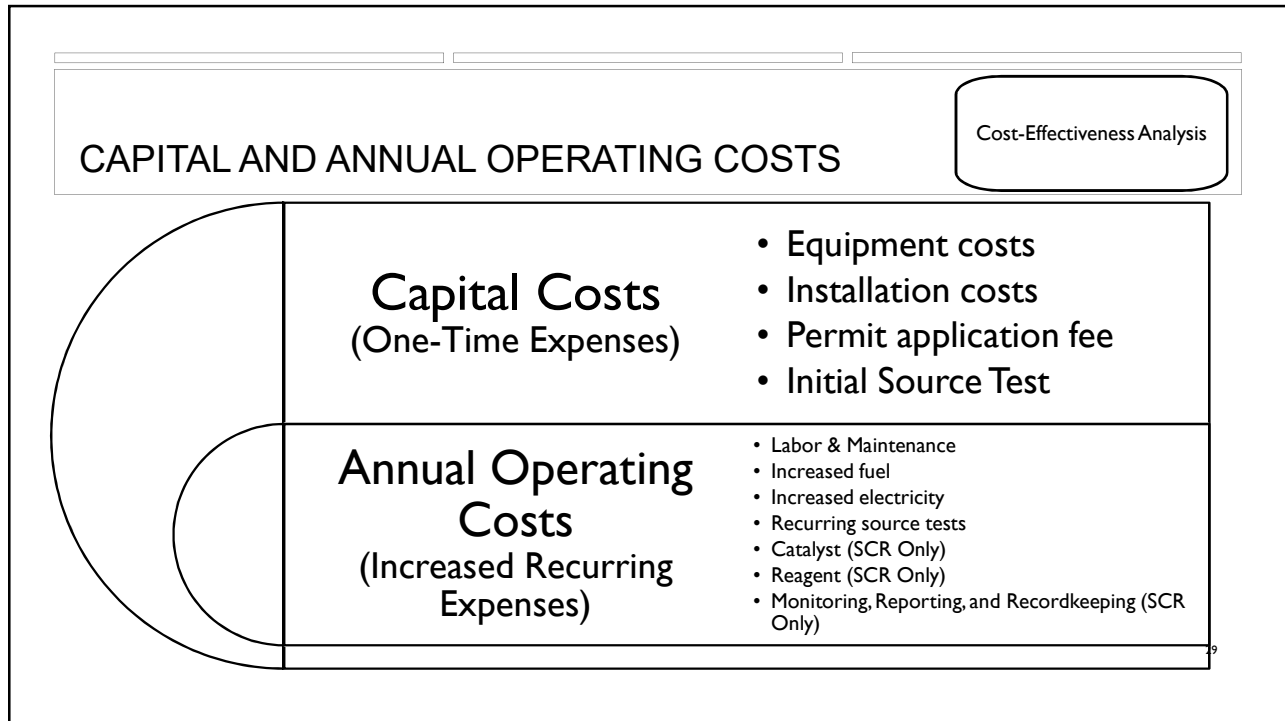 Cost-Effectiveness Analysis
CAPITAL AND ANNUAL OPERATING COSTS
Capital Costs
(One-Time Expenses)
• Equipment costs
• Installation costs
• Permit application fee
• Initial Source Test
Annual Operating
Costs
(Increased Recurring
Expenses)
• Labor & Maintenance
• Increased fuel
• Increased electricity
• Recurring source tests
• Catalyst (SCR Only)
• Reagent (SCR Only)
• Monitoring, Reporting, and Recordkeeping (SCR
Only)